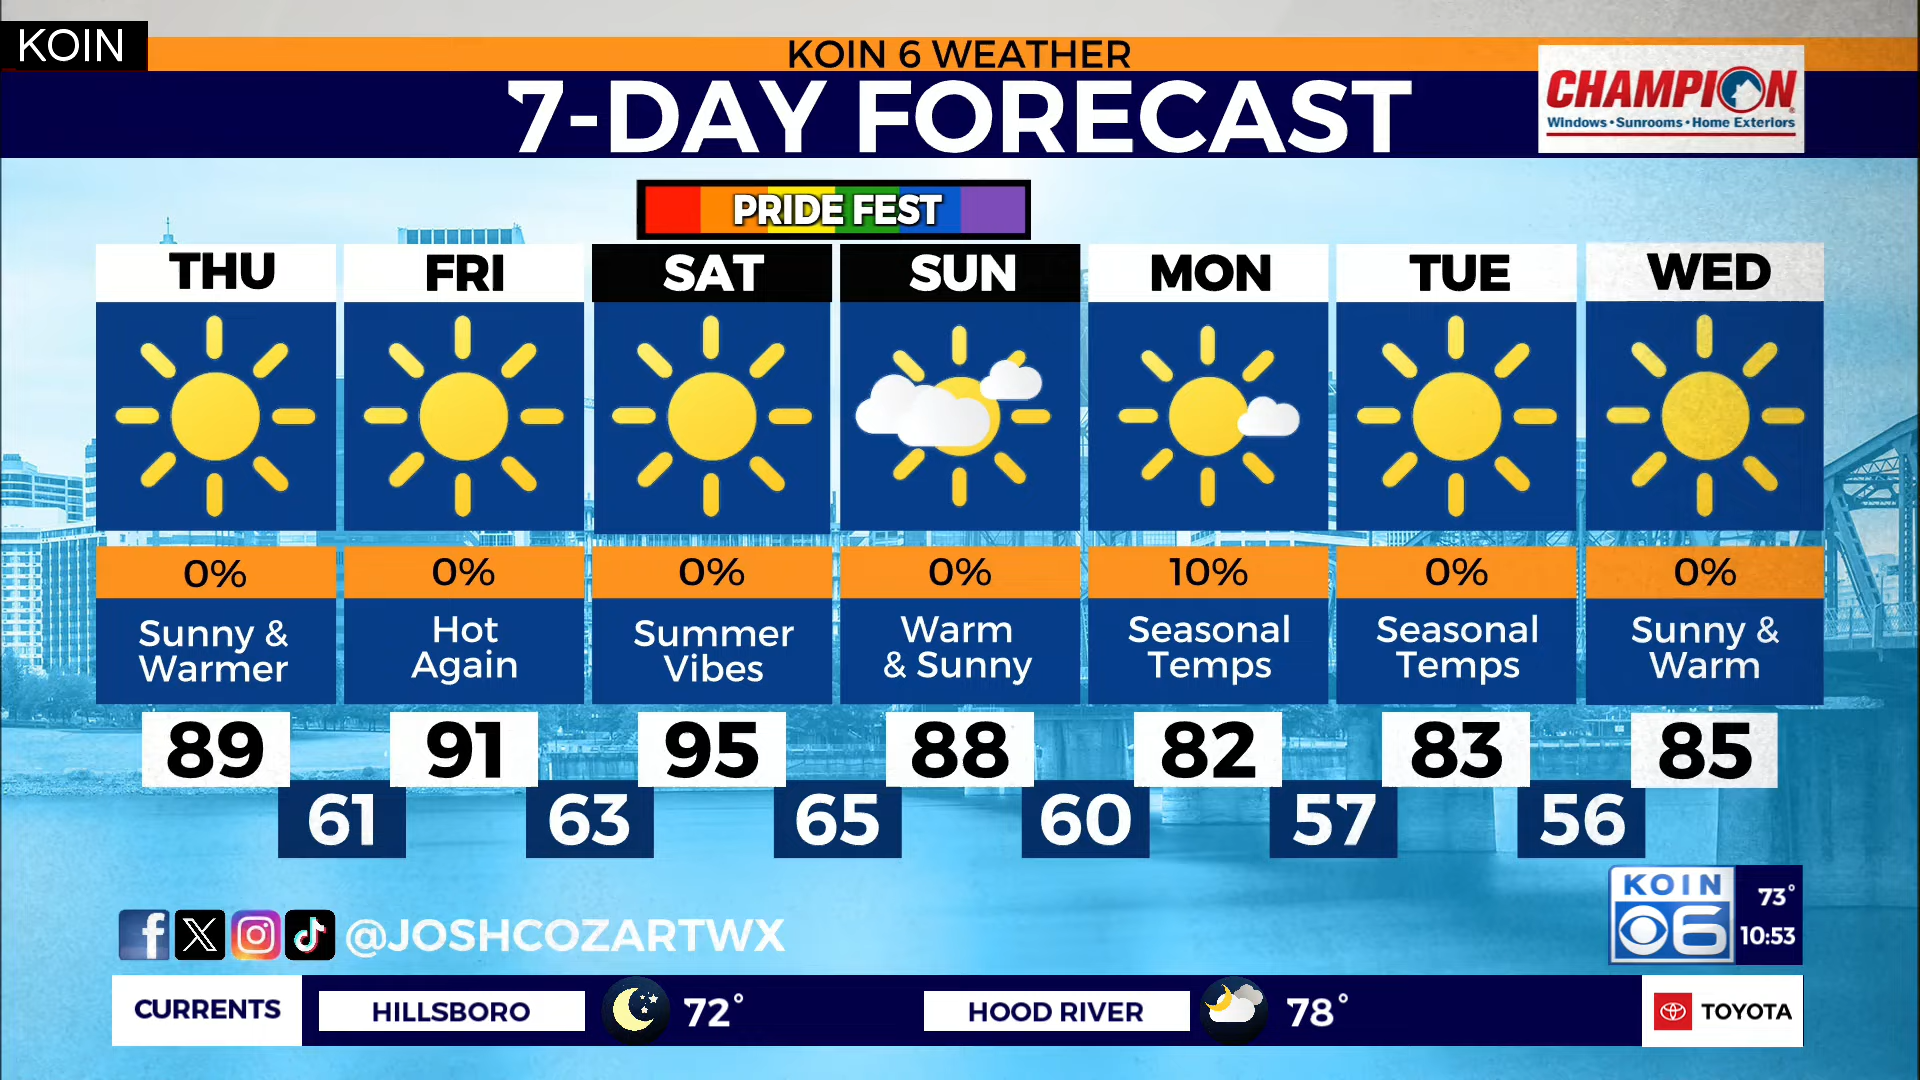 KOIN
KOIN 6 WEATHER
7-DAY FORECAST
CHAMPION
Windows • Sunrooms • Home Exteriors
PRIDE FEST
THU FRI SAT SUN MON TUE WED
0% 0% 0% 0% 10% 0% 0%
Sunny &
Warmer
Hot
Again
Summer
Vibes
Warm
& Sunny
Seasonal
Temps
Seasonal
Temps
Sunny &
Warm
89 91 95 88 82 83 85
61 63 65 60 57 56
@JOSHCOZARTWX
KOIN
6
73°
10:53
CURRENTS HILLSBORO 72° HOOD RIVER 78° TOYOTA